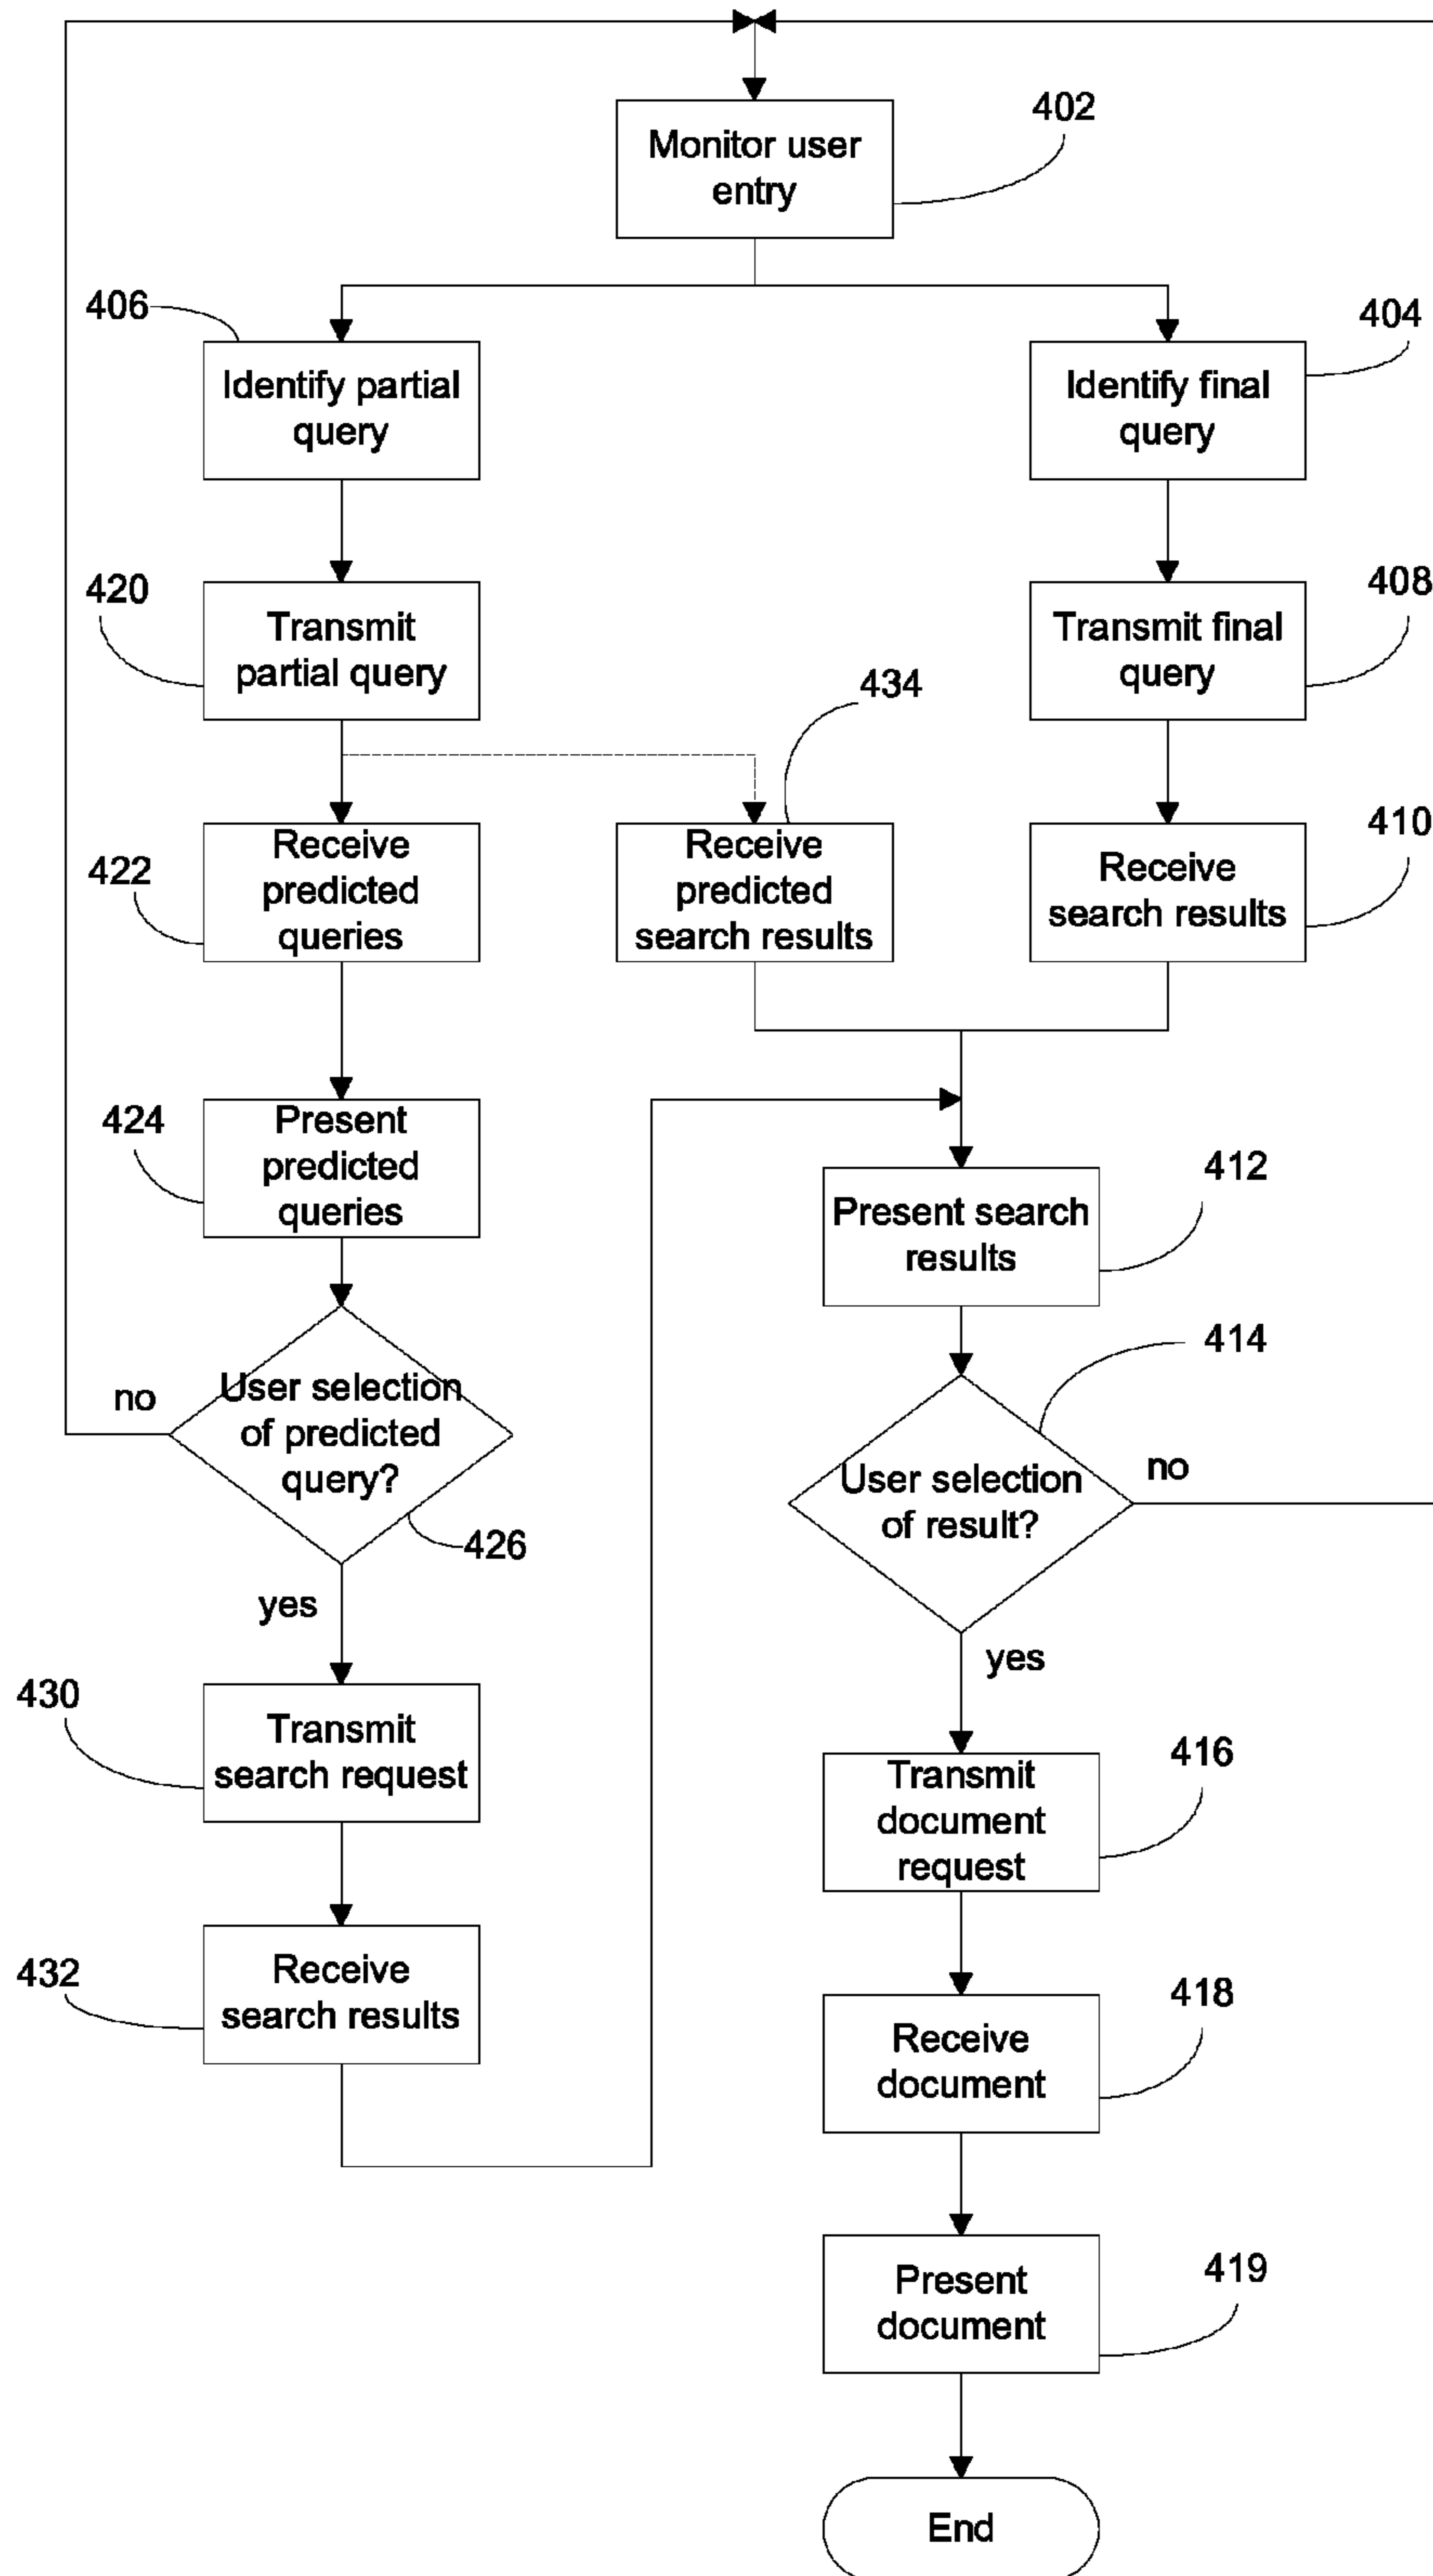 402
Monitor user
entry
406
Identify partial
query
404
Identify final
query
420
Transmit
partial query
408
Transmit final
query
434
422
Receive
predicted
queries
Receive
predicted
search results
410
Receive
search results
424
Present
predicted
queries
412
Present search
results
414
no
User selection
of predicted
query?
426
User selection
of result?
no
yes
yes
430
Transmit
search request
416
Transmit
document
request
432
Receive
search results
418
Receive
document
419
Present
document
End